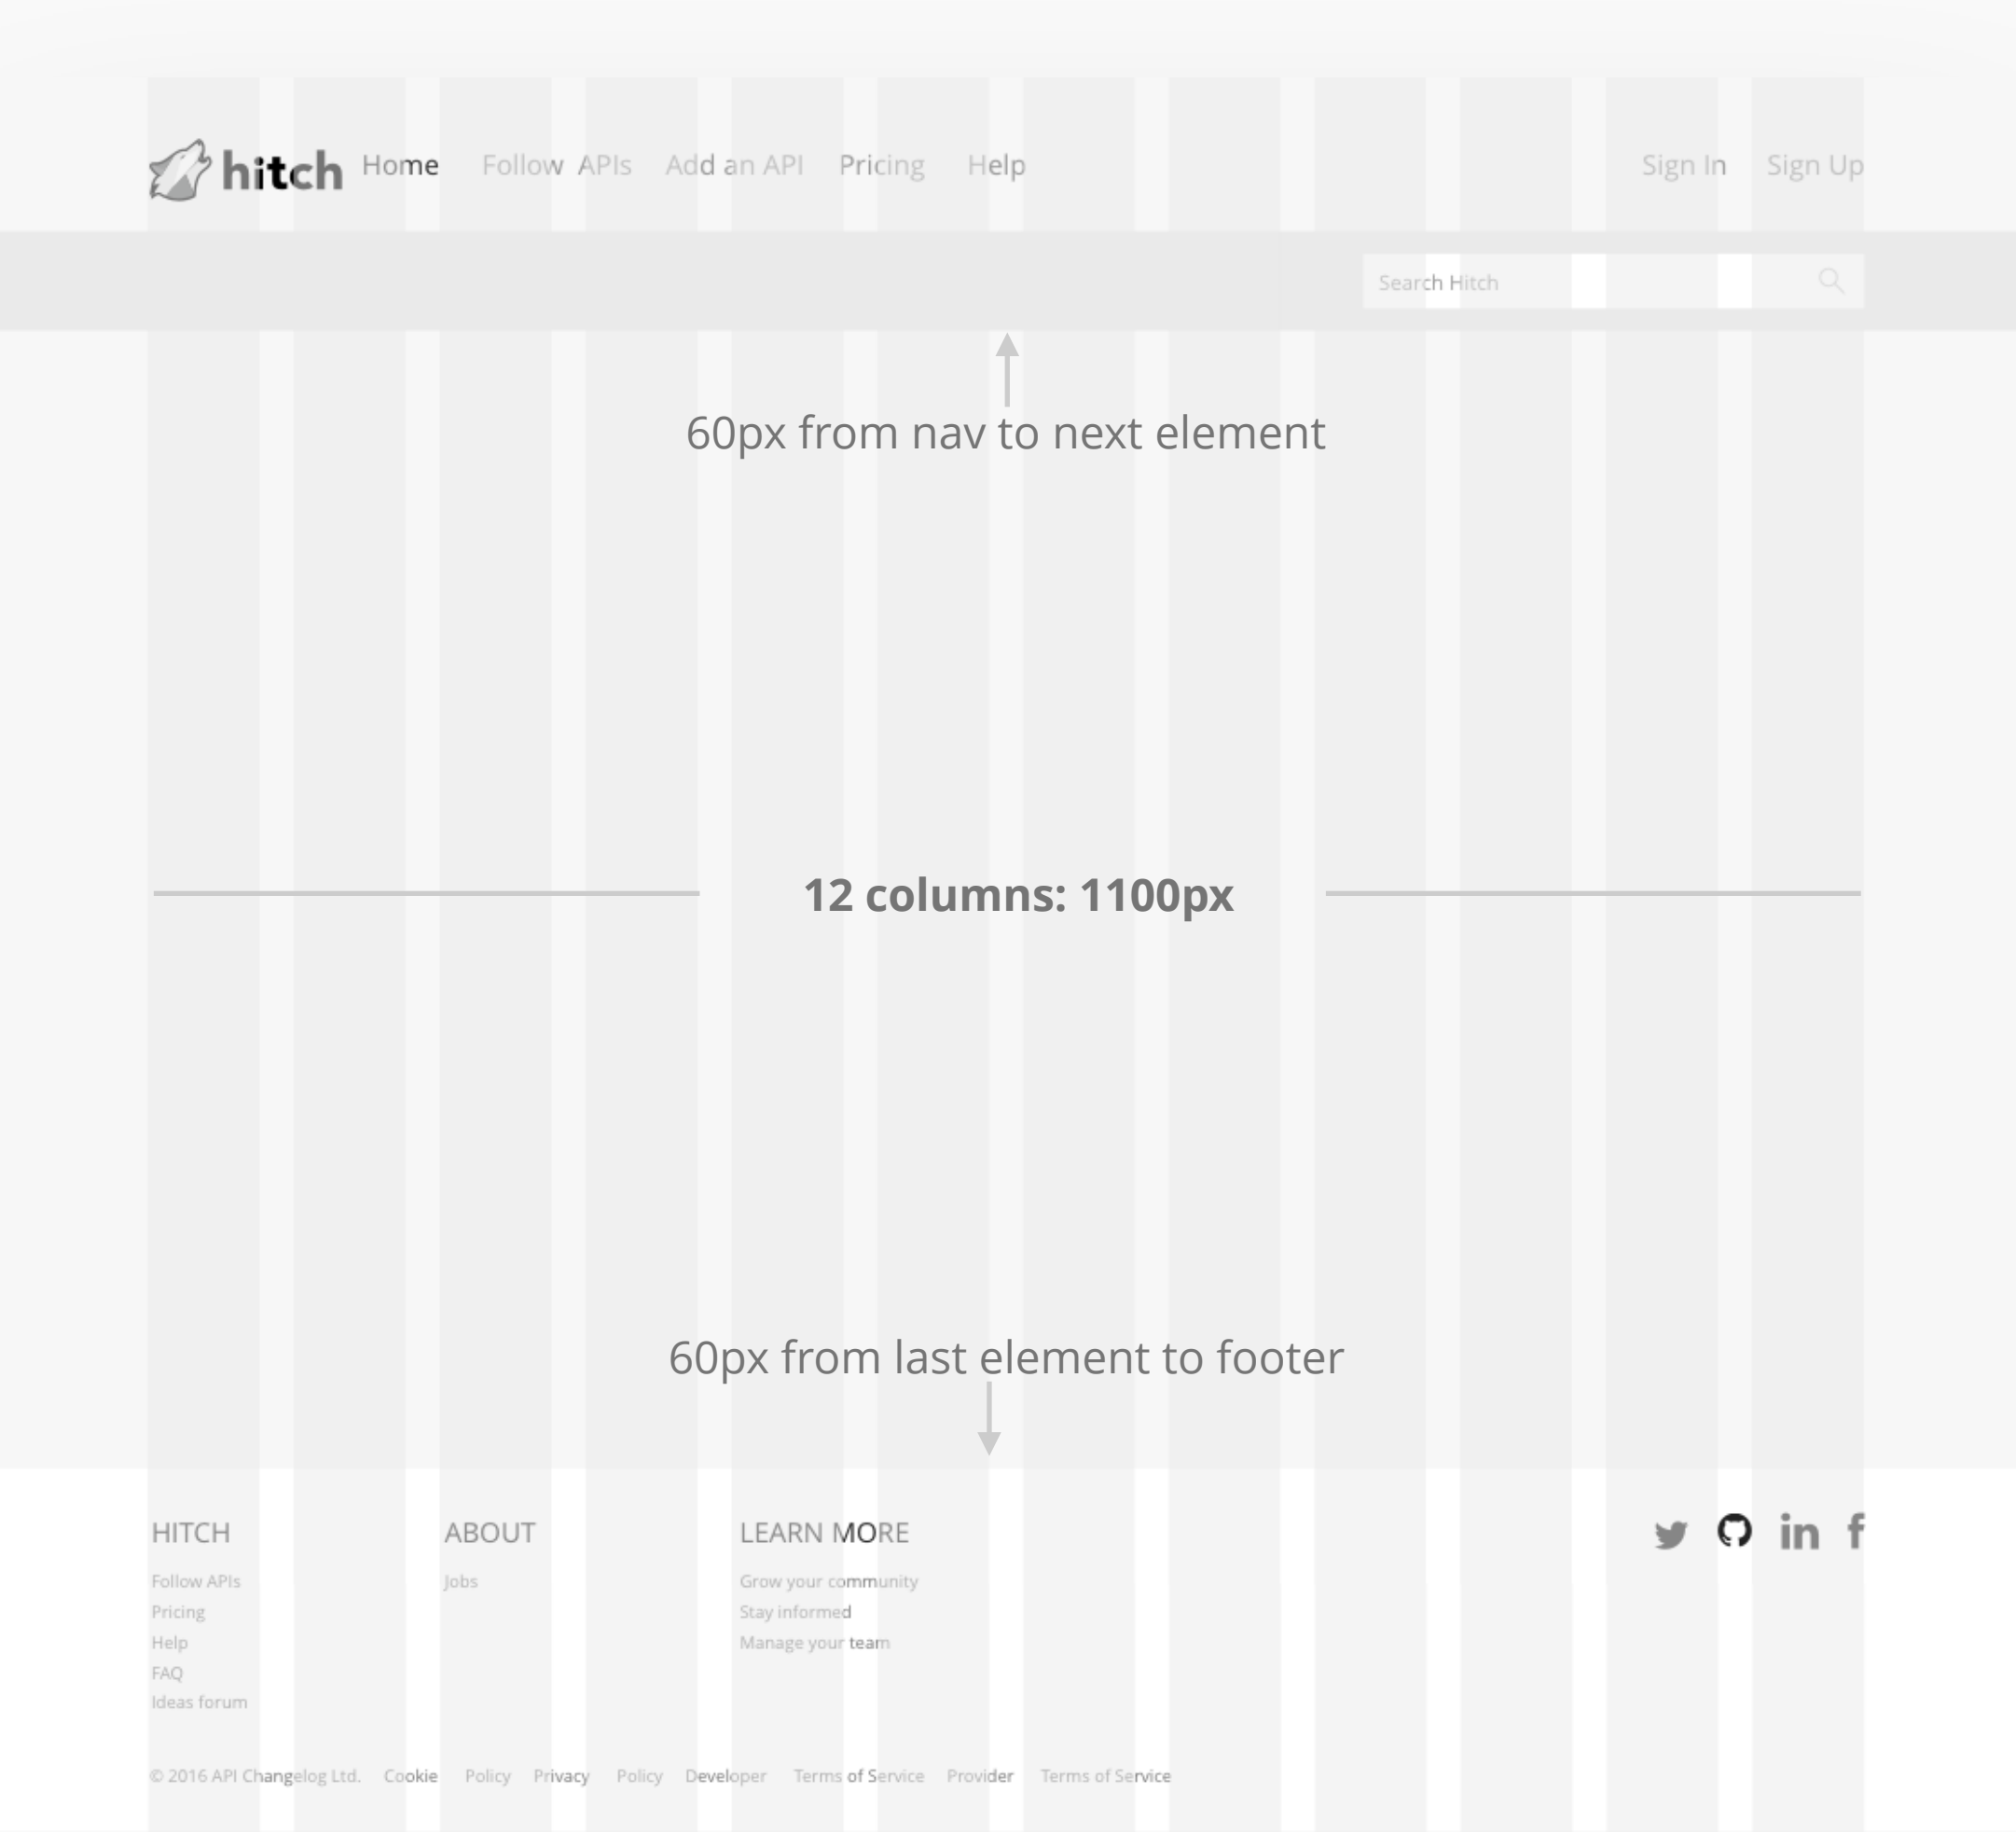 hitch Home Follow APIs Add an API Pricing Help Sign In Sign Up
Search Hitch
60px from nav to next element
12 columns: 1100px
60px from last element to footer
HITCH
Follow APIs
Pricing
Help
FAQ
Ideas forum
ABOUT
Jobs
LEARN MORE
Grow your community
Stay informed
Manage your team
in f
© 2016 API Changelog Ltd. Cookie Policy Privacy Policy Developer Terms of Service Provider Terms of Service